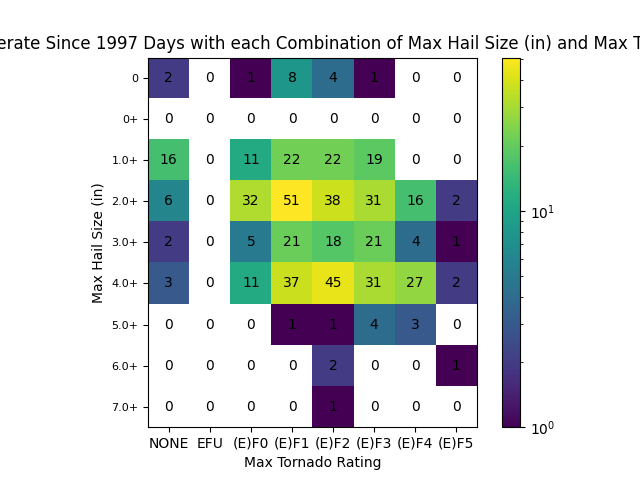 erate Since 1997 Days with each Combination of Max Hail Size (in) and Max T
0 2 0 1 8 4 1 0 0
0+ 0 0 0 0 0 0 0 0
1.0+ 16 0 11 22 22 19 0 0
2.0+ 6 0 32 51 38 31 16 2
3.0+ 2 0 5 21 18 21 4 1
4.0+ 3 0 11 37 45 31 27 2
5.0+ 0 0 0 1 1 4 3 0
6.0+ 0 0 0 0 2 0 0 1
7.0+ 0 0 0 0 1 0 0 0
NONE EFU (E)F0 (E)F1 (E)F2 (E)F3 (E)F4 (E)F5
Max Tornado Rating
Max Hail Size (in)
10¹
10⁰